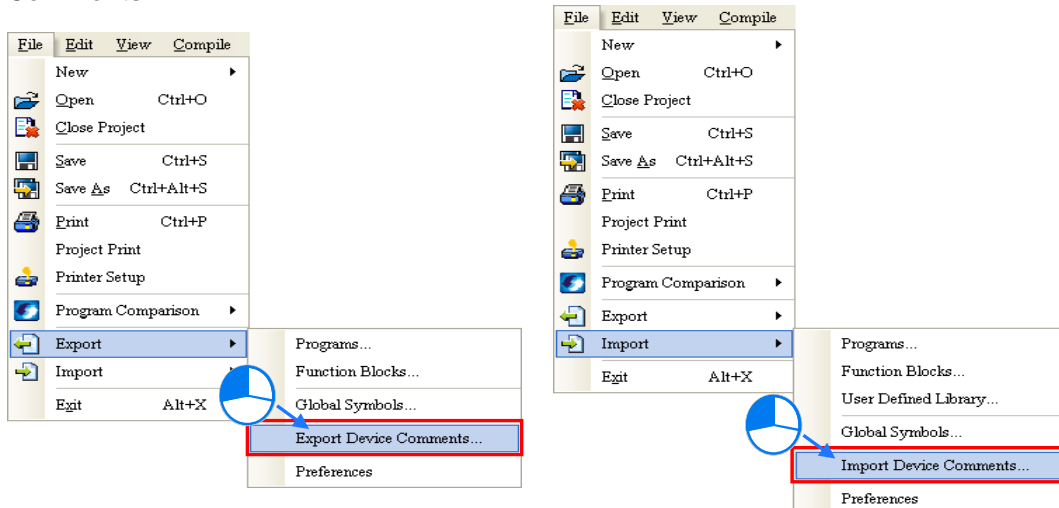 File Edit View Compile
New
Open Ctrl+O
Close Project
Save Ctrl+S
Save As Ctrl+Alt+S
Print Ctrl+P
Project Print
Printer Setup
Program Comparison
Export
Import
Exit Alt+X
Programs...
Function Blocks...
Global Symbols...
Export Device Comments...
Preferences
File Edit View Compile
New
Open Ctrl+O
Close Project
Save Ctrl+S
Save As Ctrl+Alt+S
Print Ctrl+P
Project Print
Printer Setup
Program Comparison
Export
Import
Exit Alt+X
Programs...
Function Blocks...
User Defined Library...
Global Symbols...
Import Device Comments...
Preferences